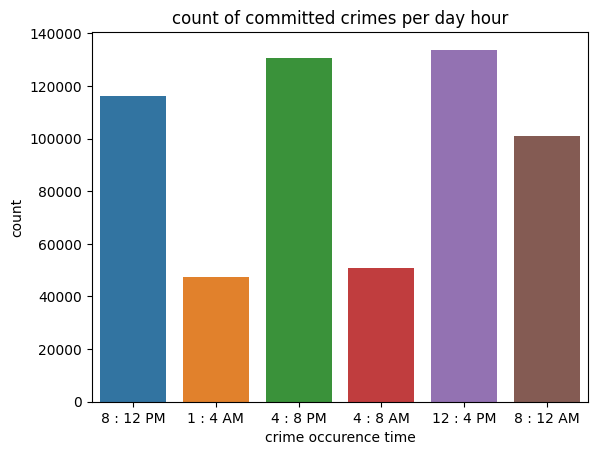 count of committed crimes per day hour
140000
120000
100000
80000
60000
40000
20000
0
count
8 : 12 PM 1 : 4 AM 4 : 8 PM 4 : 8 AM 12 : 4 PM 8 : 12 AM
crime occurence time